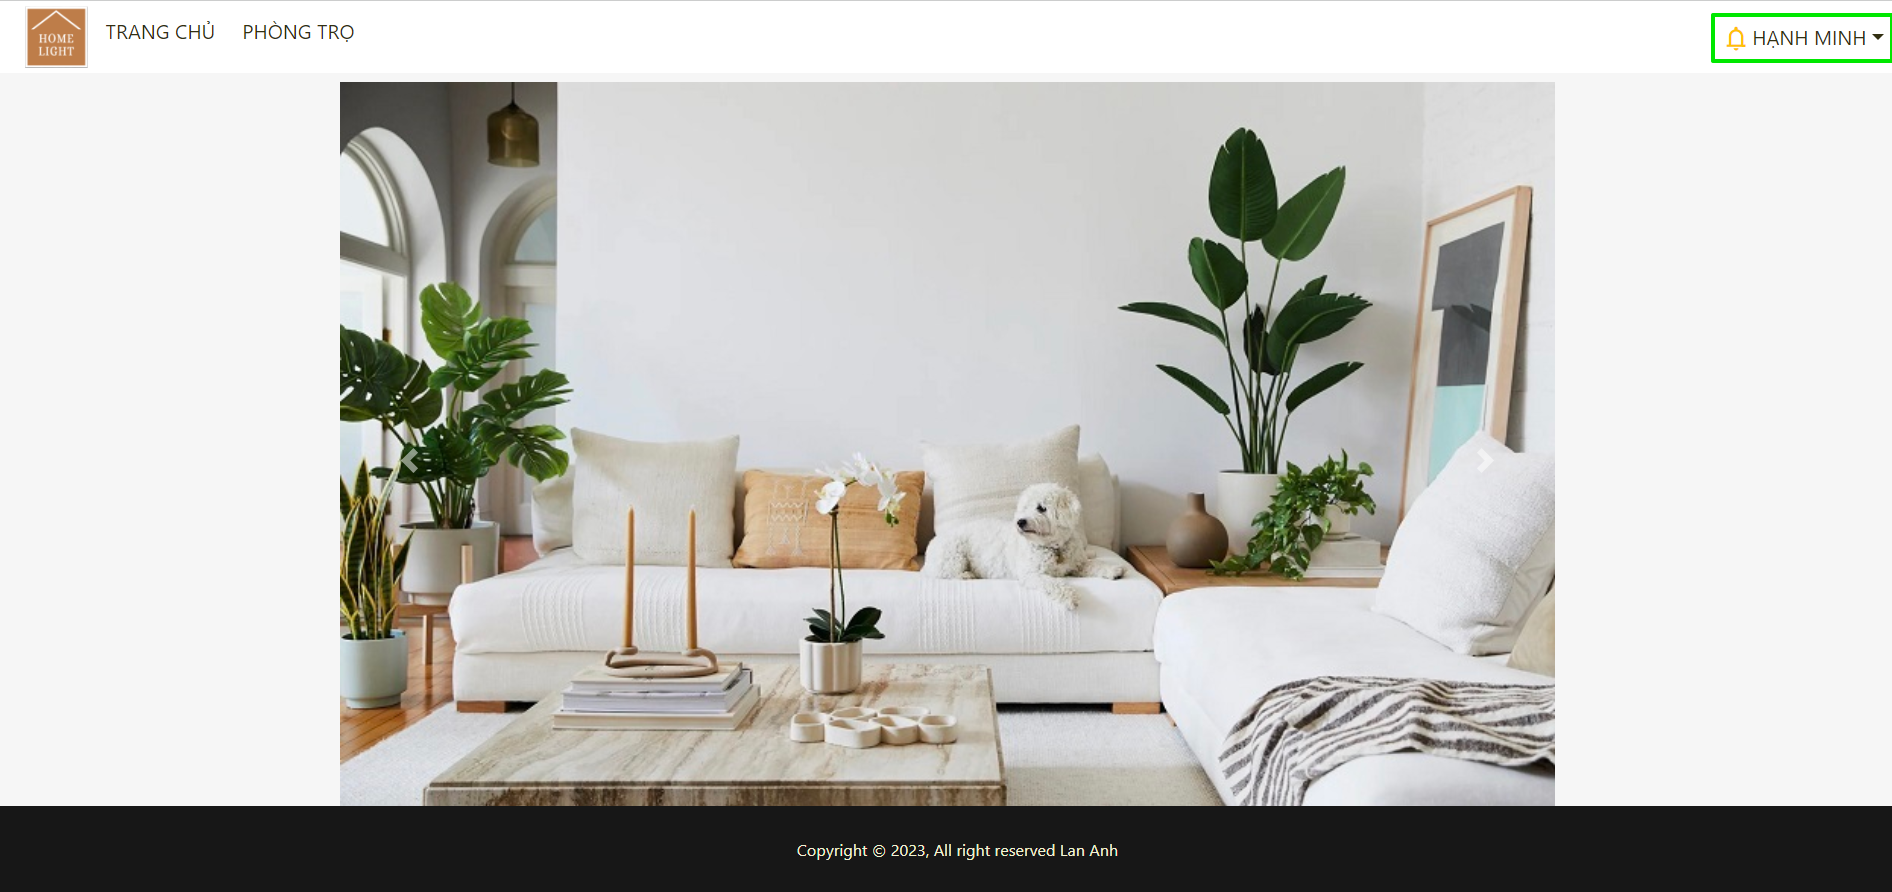 HOME
LIGHT
TRANG CHỦ
PHÒNG TRỌ
HẠNH MINH
Copyright © 2023, All right reserved Lan Anh